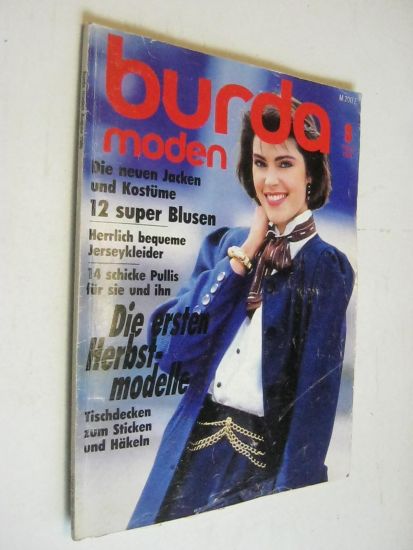 burda
moden
8
Die neuen Jacken
und Kostüme
12 super Blusen
Herrlich bequeme
Jerseykleider
14 schicke Pullis
für sie und ihn
Die ersten
Herbst-
modelle
Tischdecken
zum Sticken
und Häkeln